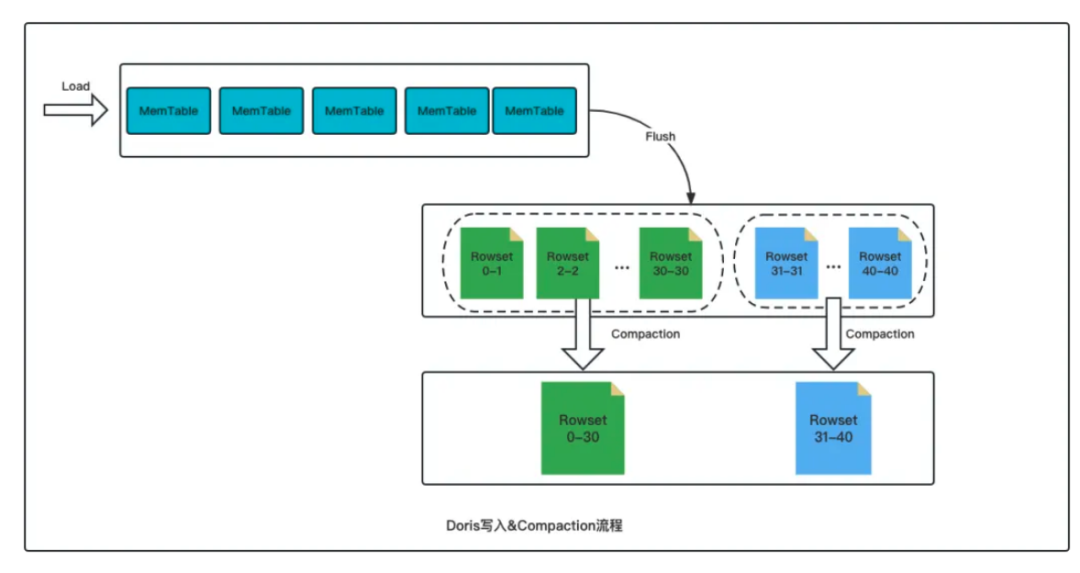 Load
MemTable MemTable MemTable MemTable MemTable
Flush
Rowset
0-1
Rowset
2-2
...
Rowset
30-30
Rowset
31-31
...
Rowset
40-40
Compaction
Compaction
Rowset
0-30
Rowset
31-40
Doris写入&Compaction流程